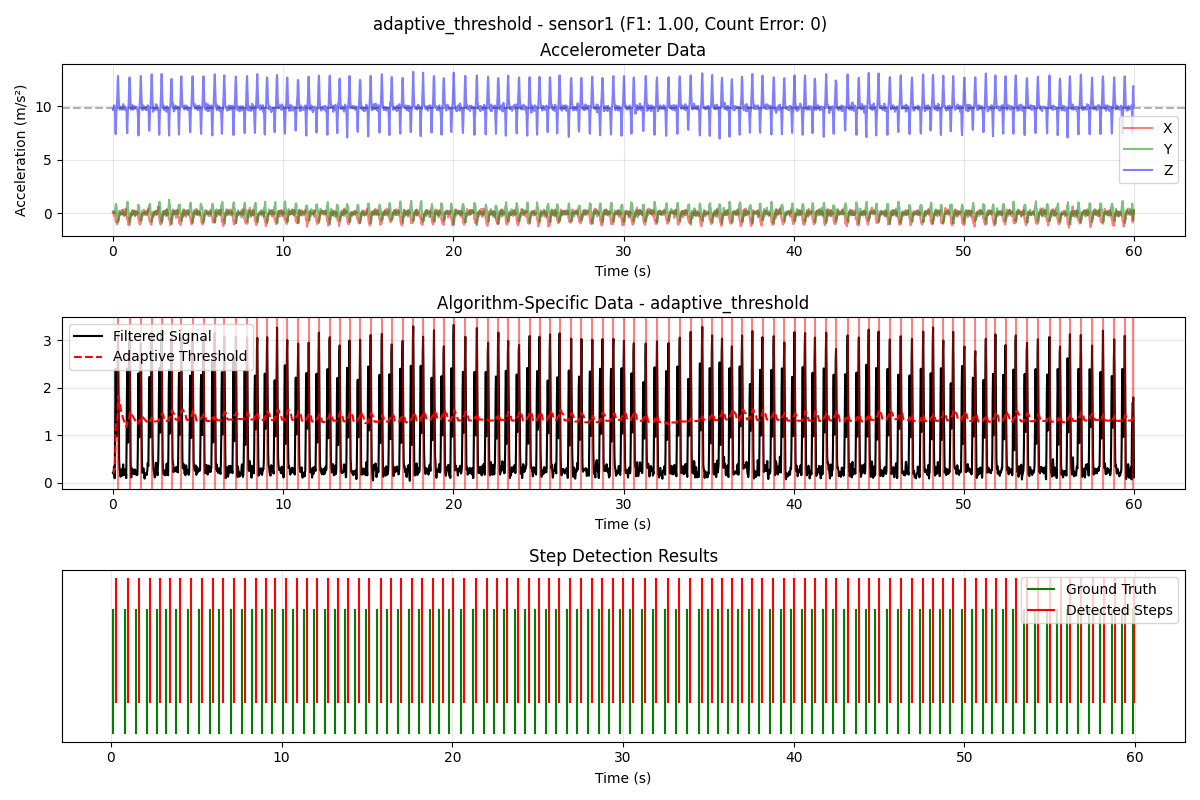 adaptive_threshold - sensor1 (F1: 1.00, Count Error: 0)
Accelerometer Data
Acceleration (m/s²)
10
5
0
X
Y
Z
0 10 20 30 40 50 60
Time (s)
Algorithm-Specific Data - adaptive_threshold
Filtered Signal
Adaptive Threshold
3
2
1
0
0 10 20 30 40 50 60
Time (s)
Step Detection Results
Ground Truth
Detected Steps
0 10 20 30 40 50 60
Time (s)